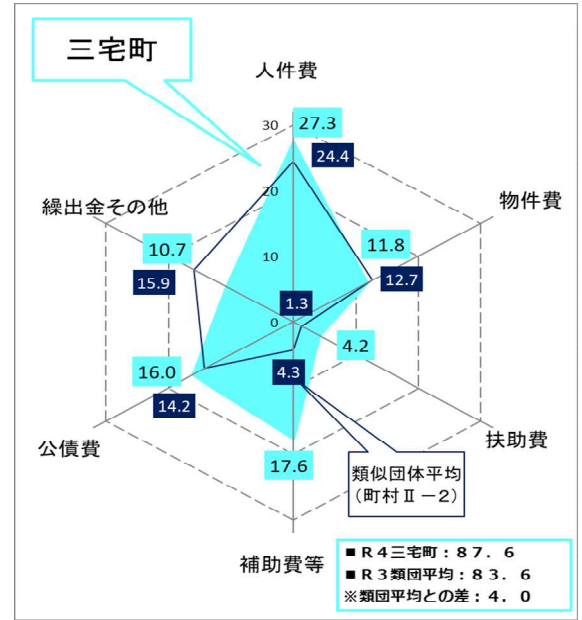 三宅町
人件費
30
27.3
24.4
20
繰出金その他
物件費
10.7
11.8
15.9
10
12.7
1.3
0
4.2
16.0
4.3
14.2
公債費
扶助費
17.6
類似団体平均
(町村Ⅱ－2)
補助費等
■Ｒ４三宅町：８７．６
■Ｒ３類団平均：８３．６
※類団平均との差：４．０